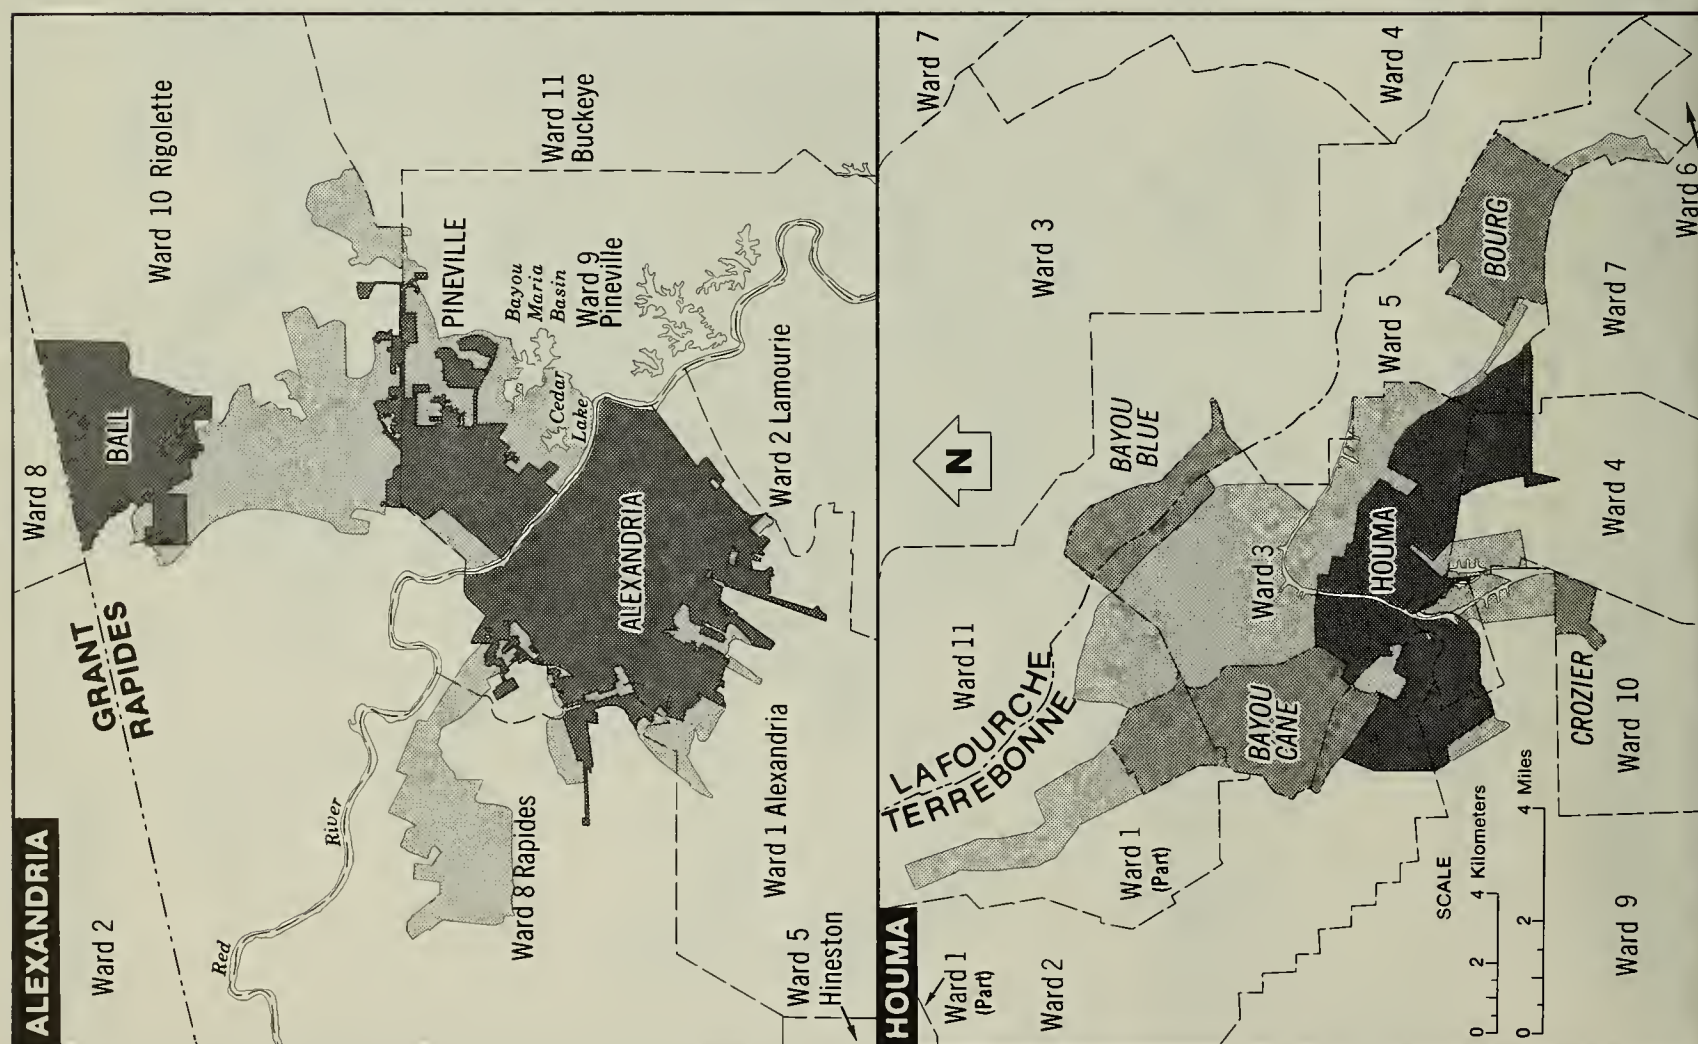 ALEXANDRIA
Ward 2
GRANT
RAPIDES
Ward 8
BALL
Ward 10 Rigolette
Ward 11
Buckeye
PINEVILLE
Bayou
Maria
Basin
Ward 9
Pineville
Cedar
Lake
Red
River
ALEXANDRIA
Ward 8 Rapides
Ward 2 Lamourie
Ward 1 Alexandria
Ward 5
Hineston
HOUMA
Ward 1
(Part)
Ward 2
LAFOURCHE
TERREBONNE
Ward 11
Ward 7
Ward 3
Ward 4
BAYOU
BLUE
N
Ward 1
(Part)
BAYOU
CANE
Ward 3
Ward 5
BOURG
HOUMA
CROZIER
Ward 10
Ward 4
Ward 7
Ward 6
Ward 9
SCALE
0 2 4 Kilometers
0 2 4 Miles